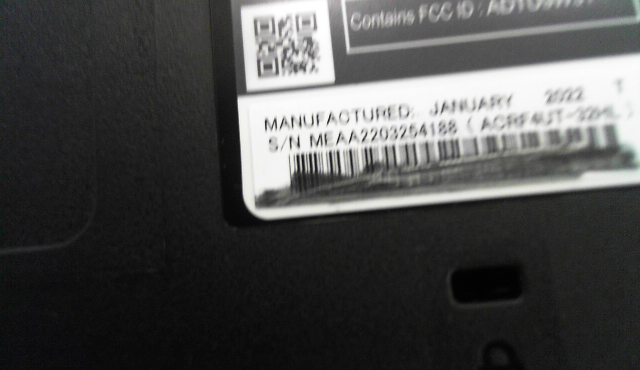 Contains FCC ID :
MANUFACTURED: JANUARY 2022 T
S/N MEAA2203254188 ( ACRF4UT-32HL )